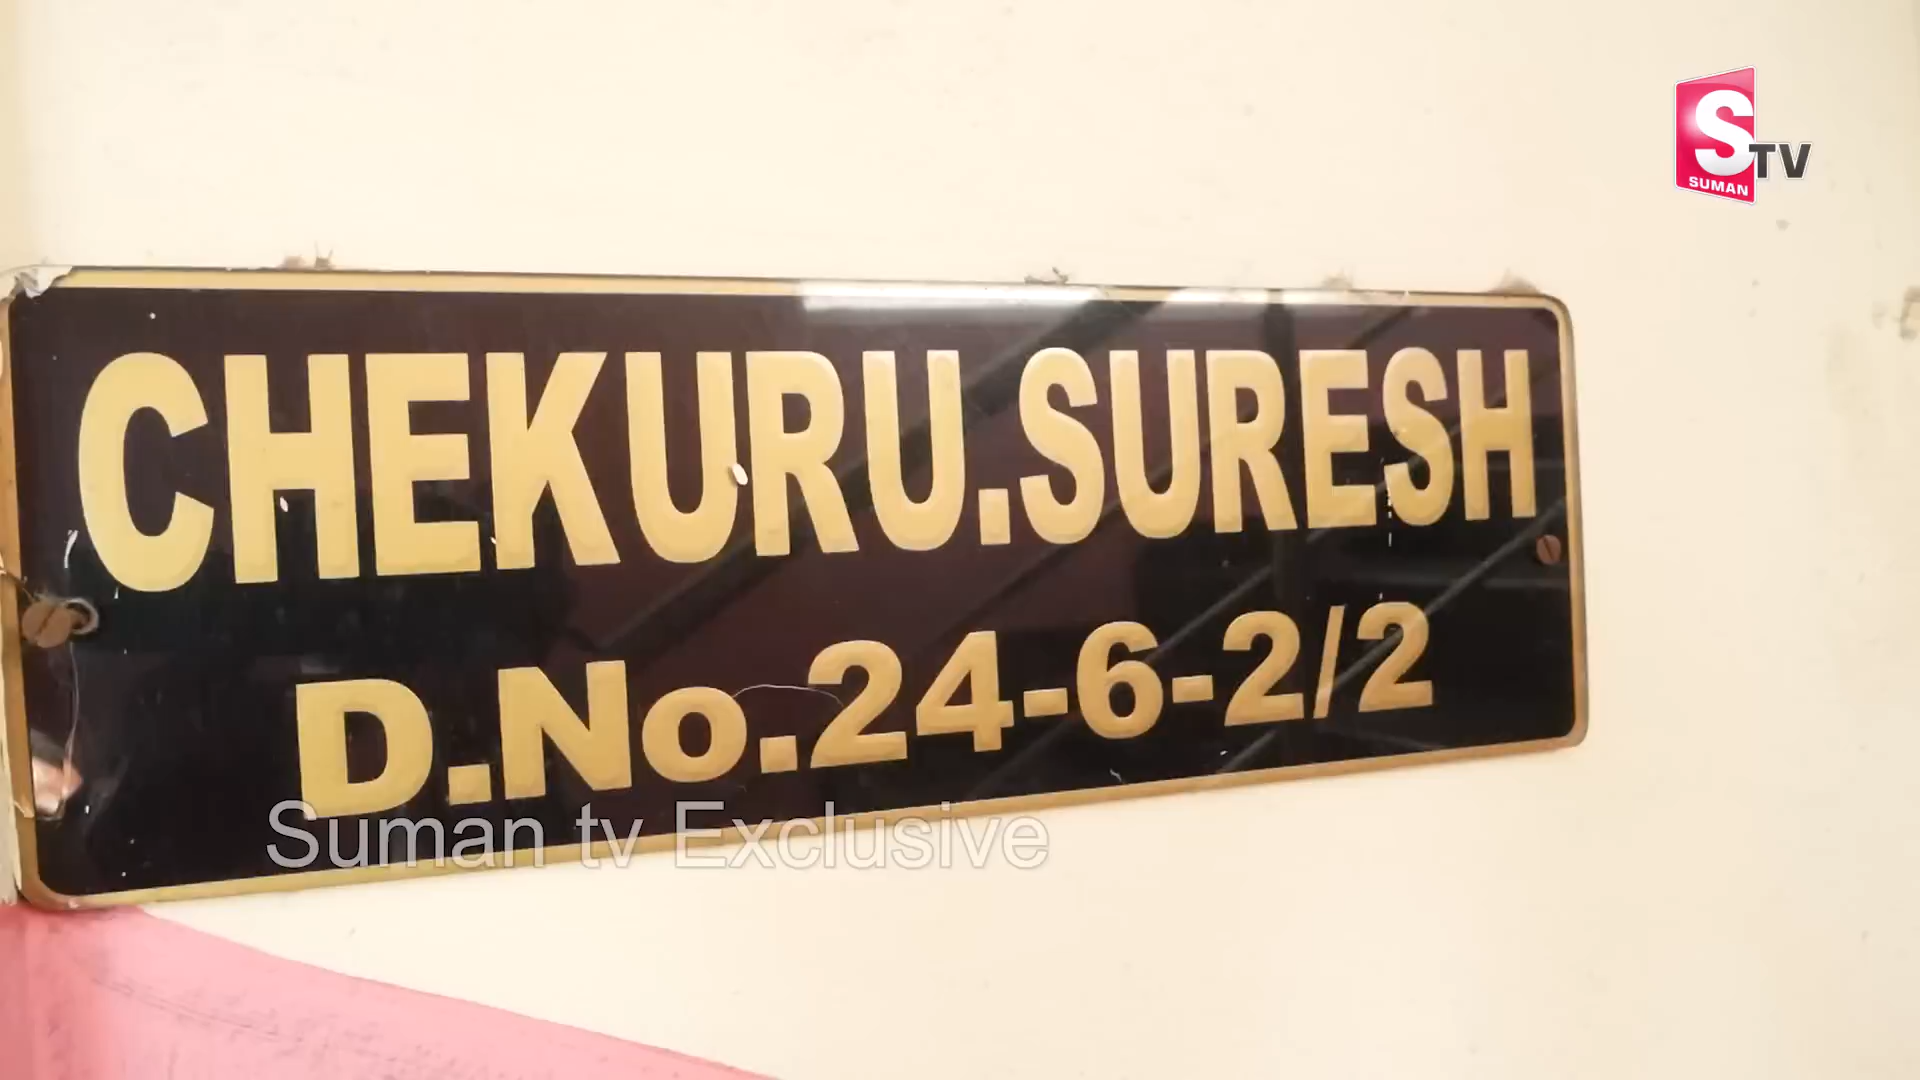 S TV
SUMAN
CHEKURU.SURESH
D.No.24-6-2/2
Suman tv Exclusive